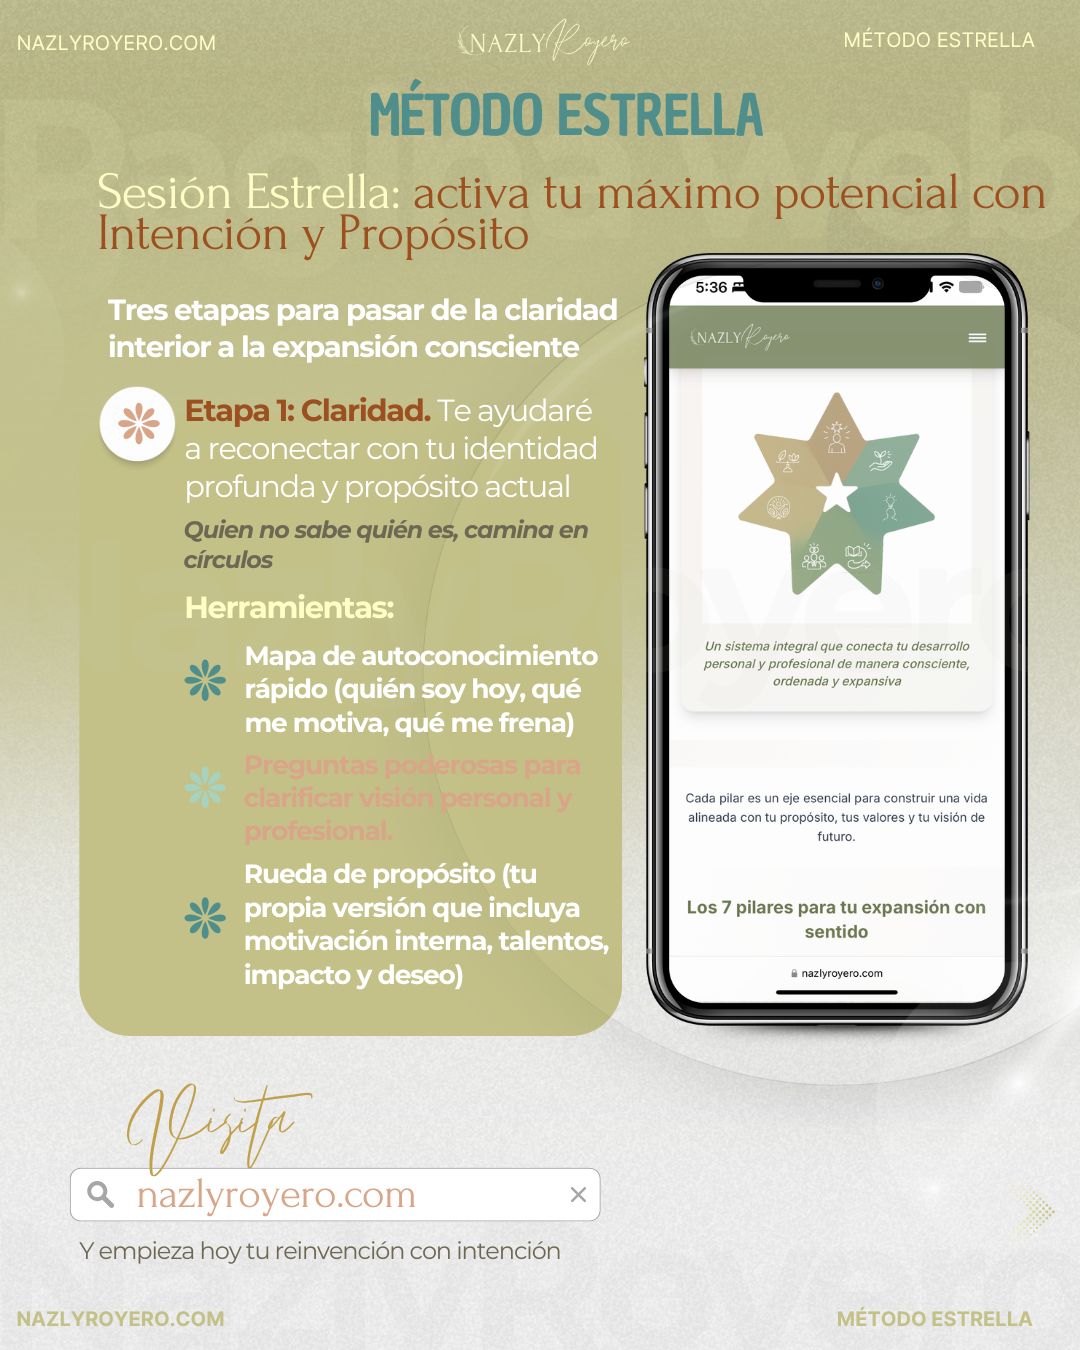 NAZLYROYERO.COM
NAZLY Royero
MÉTODO ESTRELLA
MÉTODO ESTRELLA
Sesión Estrella: activa tu máximo potencial con
Intención y Propósito
Tres etapas para pasar de la claridad
interior a la expansión consciente
Etapa 1: Claridad. Te ayudaré
a reconectar con tu identidad
profunda y propósito actual
Quien no sabe quién es, camina en
círculos
Herramientas:
Mapa de autoconocimiento
rápido (quién soy hoy, qué
me motiva, qué me frena)
Preguntas poderosas para
clarificar visión personal y
profesional.
Rueda de propósito (tu
propia versión que incluya
motivación interna, talentos,
impacto y deseo)
5:36
NAZLY Royero
Un sistema integral que conecta tu desarrollo
personal y profesional de manera consciente,
ordenada y expansiva
Cada pilar es un eje esencial para construir una vida
alineada con tu propósito, tus valores y tu visión de
futuro.
Los 7 pilares para tu expansión con
sentido
nazlyroyero.com
Visita
nazlyroyero.com
Y empieza hoy tu reinvención con intención
NAZLYROYERO.COM
MÉTODO ESTRELLA